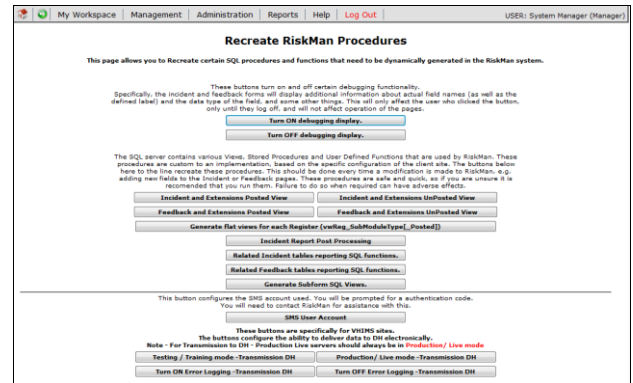 My Workspace Management Administration Reports Help Log Out USER: System Manager (Manager)
Recreate RiskMan Procedures
This page allows you to Recreate certain SQL procedures and functions that need to be dynamically generated in the RiskMan system.
These buttons turn on and off certain debugging functionality.
Specifically, the incident and feedback forms will display additional information about actual field names (as well as the
defined label) and the data type of the field, and some other things. This will only affect the user who clicked the button,
only until they log off, and will not affect operation of the pages.
Turn ON debugging display.
Turn OFF debugging display.
The SQL server contains various Views, Stored Procedures and User Defined Functions that are used by RiskMan. These
procedures are custom to an implementation, based on the specific configuration of the client site. The buttons below
here to the line recreate these procedures. This should be done every time a modification is made to RiskMan, e.g.
adding new fields to the Incident or Feedback pages. These procedures are safe and quick, so if you are unsure it is
recomended that you run them. Failure to do so when required can have adverse effects.
Incident and Extensions Posted View Incident and Extensions UnPosted View
Feedback and Extensions Posted View Feedback and Extensions UnPosted View
Generate flat views for each Register (vwReg_SubModuleType[_Posted])
Incident Report Post Processing
Related Incident tables reporting SQL functions.
Related Feedback tables reporting SQL functions.
Generate Subform SQL Views.
This button configures the SMS account used. You will be prompted for a authentication code.
You will need to contact RiskMan for assistance with this.
SMS User Account
These buttons are specifically for VHIMS sites.
The buttons configure the ability to deliver data to DH electronically.
Note - For Transmission to DH - Production Live servers should always be in Production/ Live mode
Testing / Training mode -Transmission DH Production/ Live mode -Transmission DH
Turn ON Error Logging -Transmission DH Turn OFF Error Logging -Transmission DH